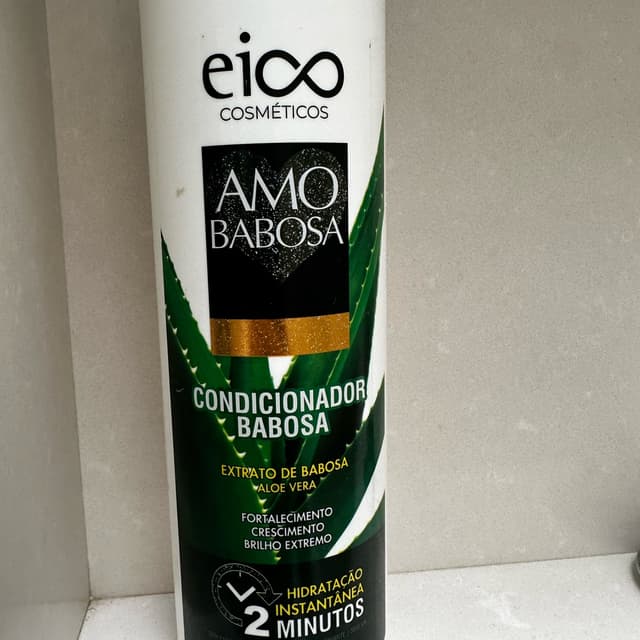 eico
COSMÉTICOS
AMO
BABOSA
CONDICIONADOR
BABOSA
EXTRATO DE BABOSA
ALOE VERA
FORTALECIMENTO
CRESCIMENTO
BRILHO EXTREMO
HIDRATAÇÃO
INSTANTÂNEA
2 MINUTOS